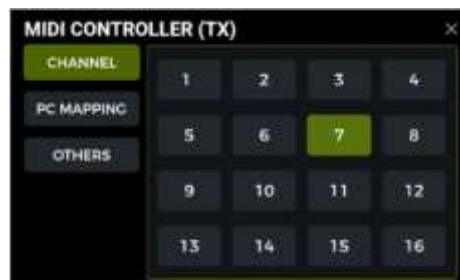 MIDI CONTROLLER (TX)
CHANNEL
PC MAPPING
OTHERS
1 2 3 4
5 6 7 8
9 10 11 12
13 14 15 16